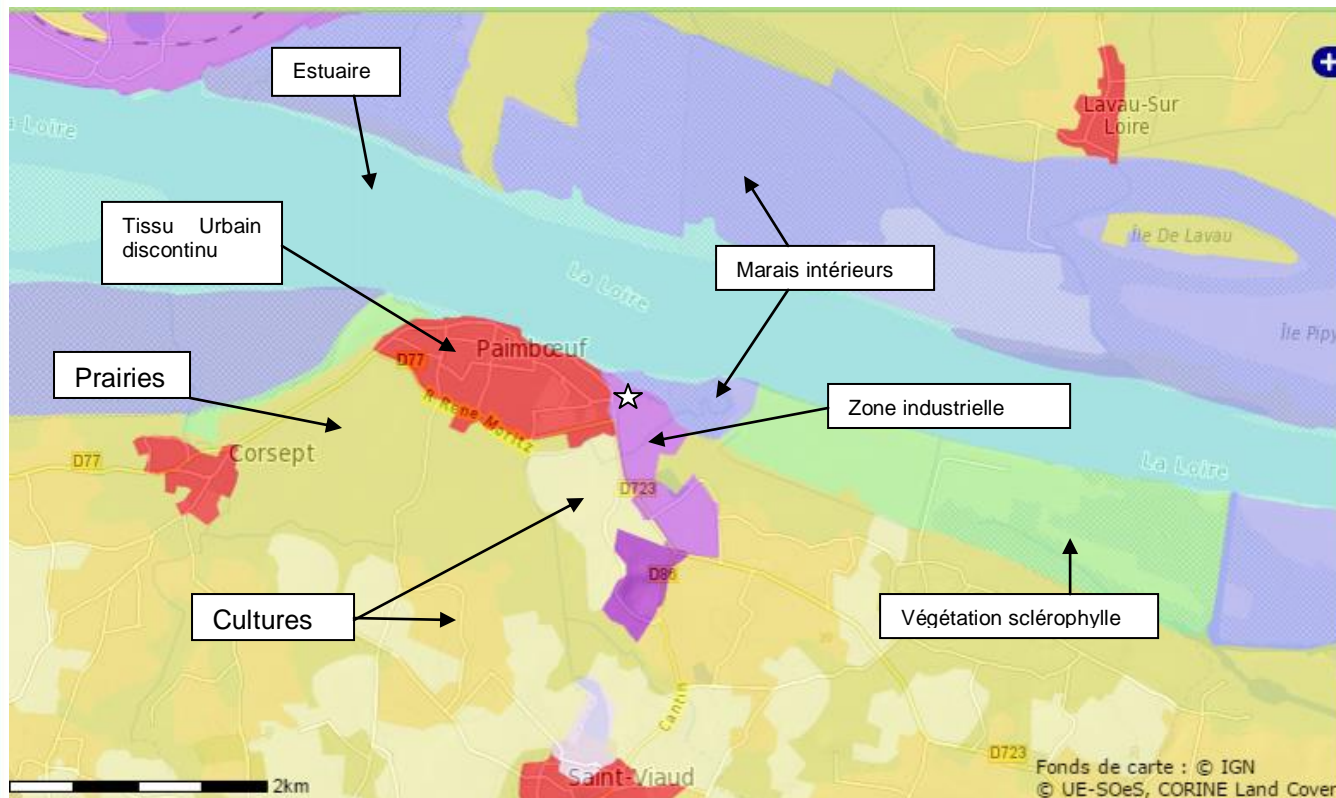 Estuaire
Lavau-Sur
Loire
La Loire
Tissu Urbain
discontinu
Île De Lavau
La Loire
Marais intérieurs
Île Pipy
Paimbœuf
D77
Prairies
Zone industrielle
R René Moritz
Corsept
D77
La Loire
D723
D86
Cultures
Végétation sclérophylle
Cantin
D723
Saint-Viaud
2km
Fonds de carte : © IGN
© UE-SOeS, CORINE Land Cover